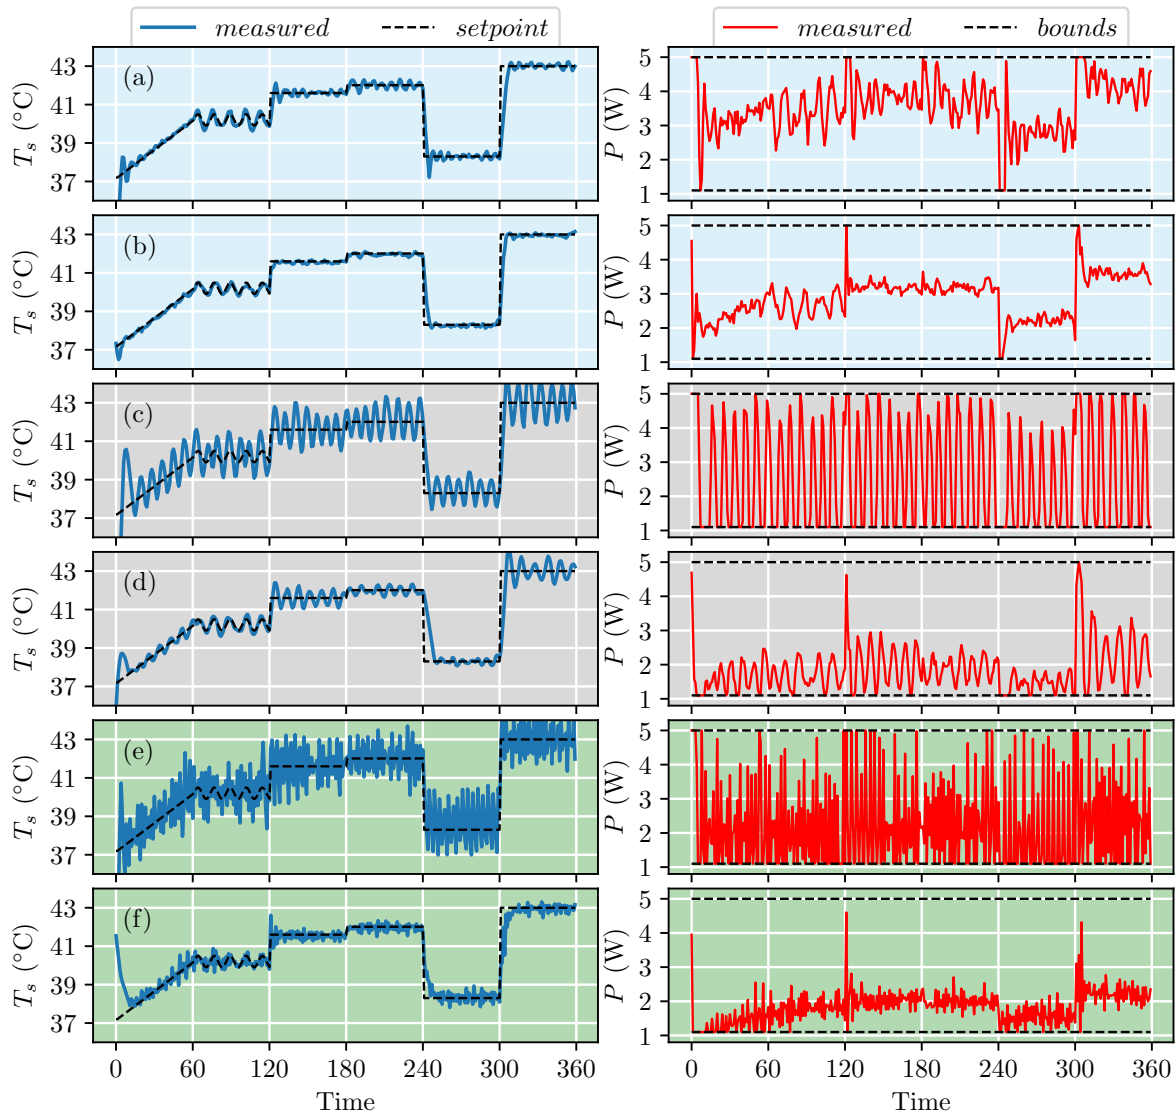 measured setpoint
measured bounds
(a)
T_s (°C)
43
41
39
37
P (W)
5
4
3
2
1
(b)
T_s (°C)
43
41
39
37
P (W)
5
4
3
2
1
(c)
T_s (°C)
43
41
39
37
P (W)
5
4
3
2
1
(d)
T_s (°C)
43
41
39
37
P (W)
5
4
3
2
1
(e)
T_s (°C)
43
41
39
37
P (W)
5
4
3
2
1
(f)
T_s (°C)
43
41
39
37
P (W)
5
4
3
2
1
0 60 120 180 240 300 360
0 60 120 180 240 300 360
Time
Time